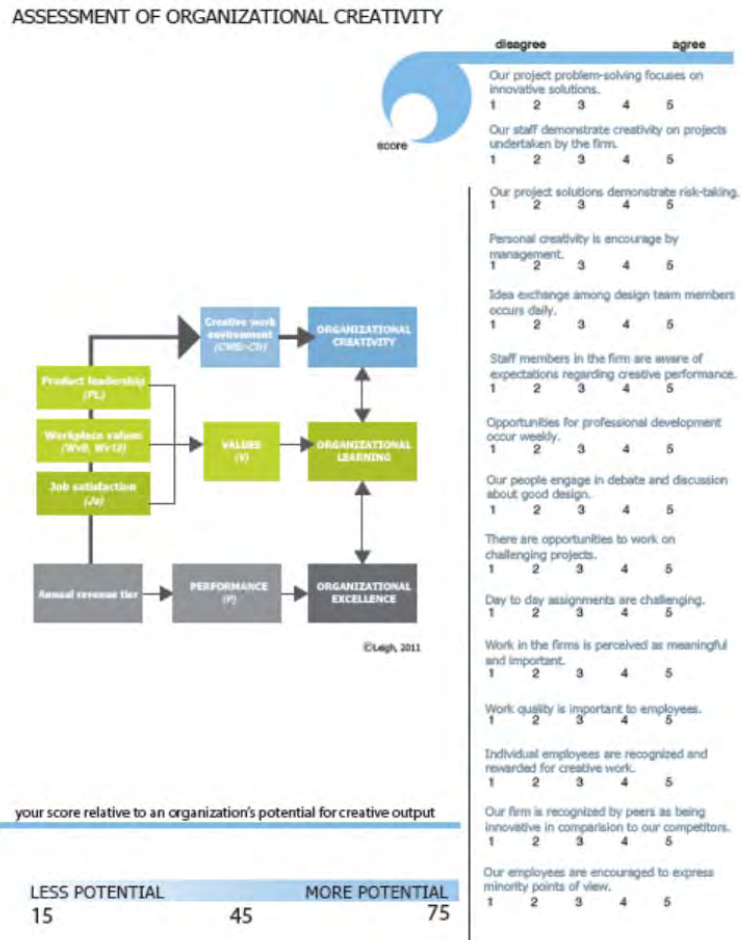 ASSESSMENT OF ORGANIZATIONAL CREATIVITY
disagree agree
score
Our project problem-solving focuses on
innovative solutions.
1 2 3 4 5
Our staff demonstrate creativity on projects
undertaken by the firm.
1 2 3 4 5
Our project solutions demonstrate risk-taking.
1 2 3 4 5
Personal creativity is encourage by
management.
1 2 3 4 5
Idea exchange among design team members
occurs daily.
1 2 3 4 5
Staff members in the firm are aware of
expectations regarding creative performance.
1 2 3 4 5
Opportunities for professional development
occur weekly.
1 2 3 4 5
Our people engage in debate and discussion
about good design.
1 2 3 4 5
There are opportunities to work on
challenging projects.
1 2 3 4 5
Day to day assignments are challenging.
1 2 3 4 5
Work in the firms is perceived as meaningful
and important.
1 2 3 4 5
Work quality is important to employees.
1 2 3 4 5
Individual employees are recognized and
rewarded for creative work.
1 2 3 4 5
Our firm is recognized by peers as being
innovative in comparision to our competitors.
1 2 3 4 5
Our employees are encouraged to express
minority points of view.
1 2 3 4 5
Creative work
environment
ORGANIZATIONAL
CREATIVITY
Product leadership
(PL)
Workplace values
VALUES
(V)
ORGANIZATIONAL
LEARNING
Job satisfaction
(Js)
Annual revenue tier
PERFORMANCE
(P)
ORGANIZATIONAL
EXCELLENCE
©Leigh, 2011
your score relative to an organization's potential for creative output
LESS POTENTIAL MORE POTENTIAL
15 45 75